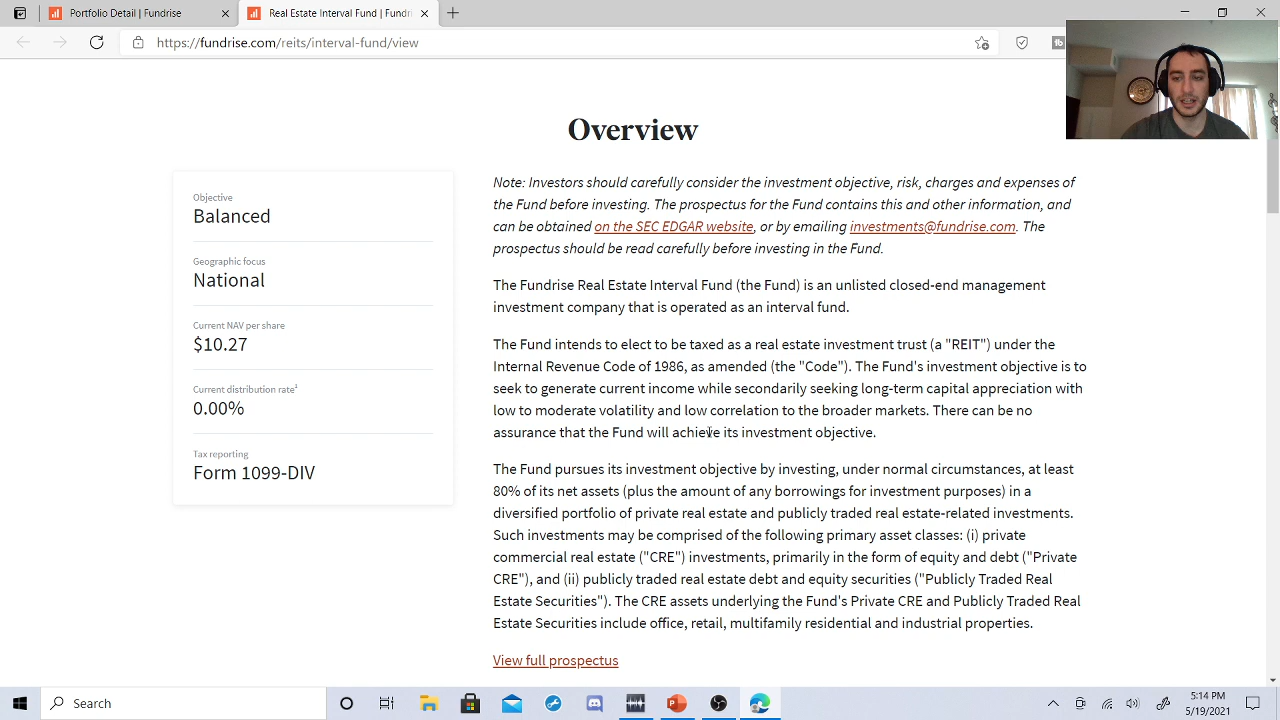 Portfolio Detail | Fundrise
Real Estate Interval Fund | Fundri
https://fundrise.com/reits/interval-fund/view
Overview
Objective
Balanced
Geographic focus
National
Current NAV per share
$10.27
Current distribution rate¹
0.00%
Tax reporting
Form 1099-DIV
Note: Investors should carefully consider the investment objective, risk, charges and expenses of
the Fund before investing. The prospectus for the Fund contains this and other information, and
can be obtained on the SEC EDGAR website, or by emailing investments@fundrise.com. The
prospectus should be read carefully before investing in the Fund.
The Fundrise Real Estate Interval Fund (the Fund) is an unlisted closed-end management
investment company that is operated as an interval fund.
The Fund intends to elect to be taxed as a real estate investment trust (a "REIT") under the
Internal Revenue Code of 1986, as amended (the "Code"). The Fund's investment objective is to
seek to generate current income while secondarily seeking long-term capital appreciation with
low to moderate volatility and low correlation to the broader markets. There can be no
assurance that the Fund will achieve its investment objective.
The Fund pursues its investment objective by investing, under normal circumstances, at least
80% of its net assets (plus the amount of any borrowings for investment purposes) in a
diversified portfolio of private real estate and publicly traded real estate-related investments.
Such investments may be comprised of the following primary asset classes: (i) private
commercial real estate ("CRE") investments, primarily in the form of equity and debt ("Private
CRE"), and (ii) publicly traded real estate debt and equity securities ("Publicly Traded Real
Estate Securities"). The CRE assets underlying the Fund's Private CRE and Publicly Traded Real
Estate Securities include office, retail, multifamily residential and industrial properties.
View full prospectus
Search
5:14 PM
5/19/2021